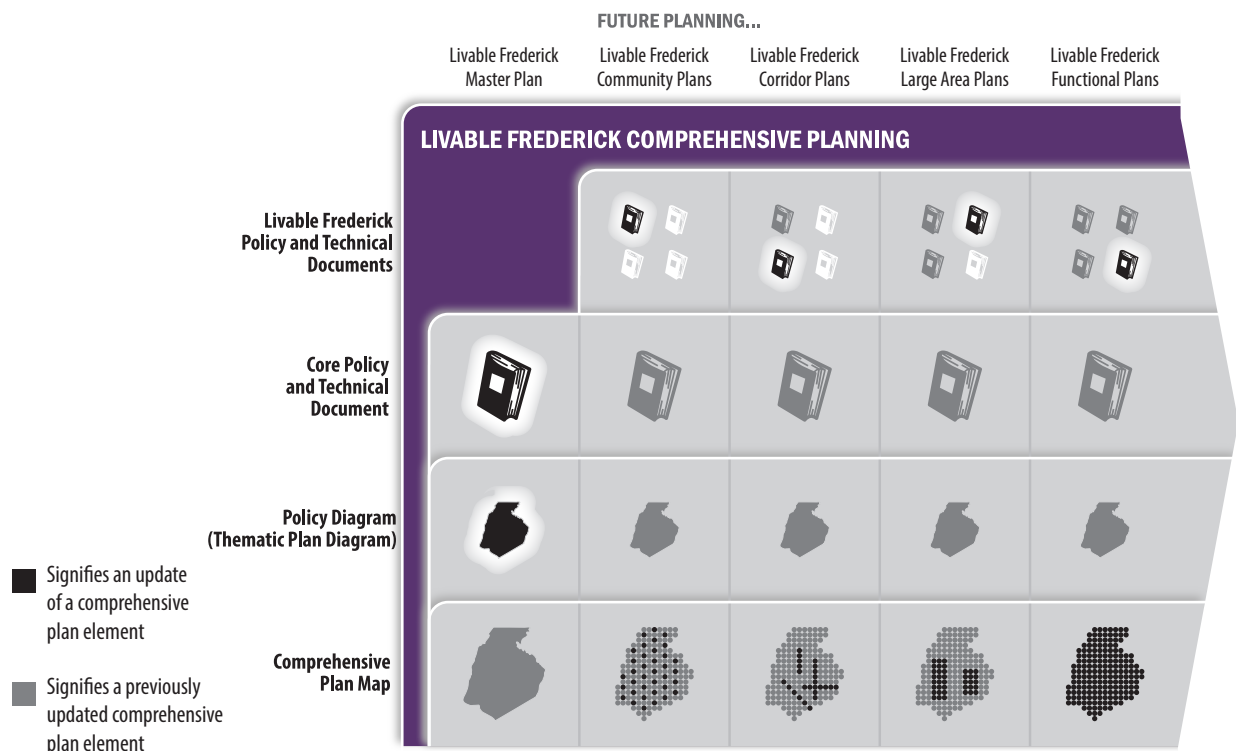 FUTURE PLANNING...
Livable Frederick
Master Plan
Livable Frederick
Community Plans
Livable Frederick
Corridor Plans
Livable Frederick
Large Area Plans
Livable Frederick
Functional Plans
LIVABLE FREDERICK COMPREHENSIVE PLANNING
Livable Frederick
Policy and Technical
Documents
Core Policy
and Technical
Document
Policy Diagram
(Thematic Plan Diagram)
Comprehensive
Plan Map
Signifies an update
of a comprehensive
plan element
Signifies a previously
updated comprehensive
plan element